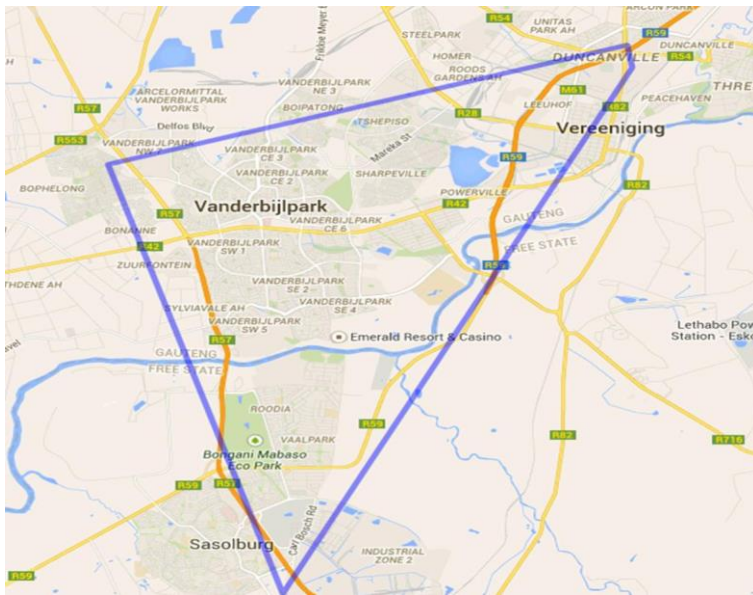 ARCON PARK
R54
UNITAS
PARK AH
R59
Frikkie Meyer
STEELPARK
DUNCANVILLE
DUNCANVILLE
R54
HOMER
ROODS
GARDENS AH
M61
R82
PEACEHAVEN
THRE
VANDERBIJLPARK
NE 3
ARCELORMITTAL
VANDERBIJLPARK
WORKS
R57
BOIPATONG
LEEUHOF
R28
Delfos Blvd
TSHEPISO
Vereeniging
R553
VANDERBIJLPARK
NW 7
VANDERBIJLPARK
CE 3
Mareka St
R59
VANDERBIJLPARK
CE 2
SHARPEVILLE
BOPHELONG
POWERVILLE
R82
Vanderbijlpark
R42
R57
GAUTENG
FREE STATE
VANDERBIJLPARK
CE 6
BONANNE
R42
VANDERBIJLPARK
SW 1
ZUURFONTEIN
R59
THDENE AH
VANDERBIJLPARK
SE 2
SYLVIAVALE AH
VANDERBIJLPARK
SE 4
VANDERBIJLPARK
SW 5
Lethabo Pow
Station - Esko
R57
Emerald Resort & Casino
GAUTENG
FREE STATE
ROODIA
R59
VAALPARK
R82
R716
Bongani Mabaso
Eco Park
R59
R57
Carl Bosch Rd
Sasolburg
INDUSTRIAL
ZONE 2
R59